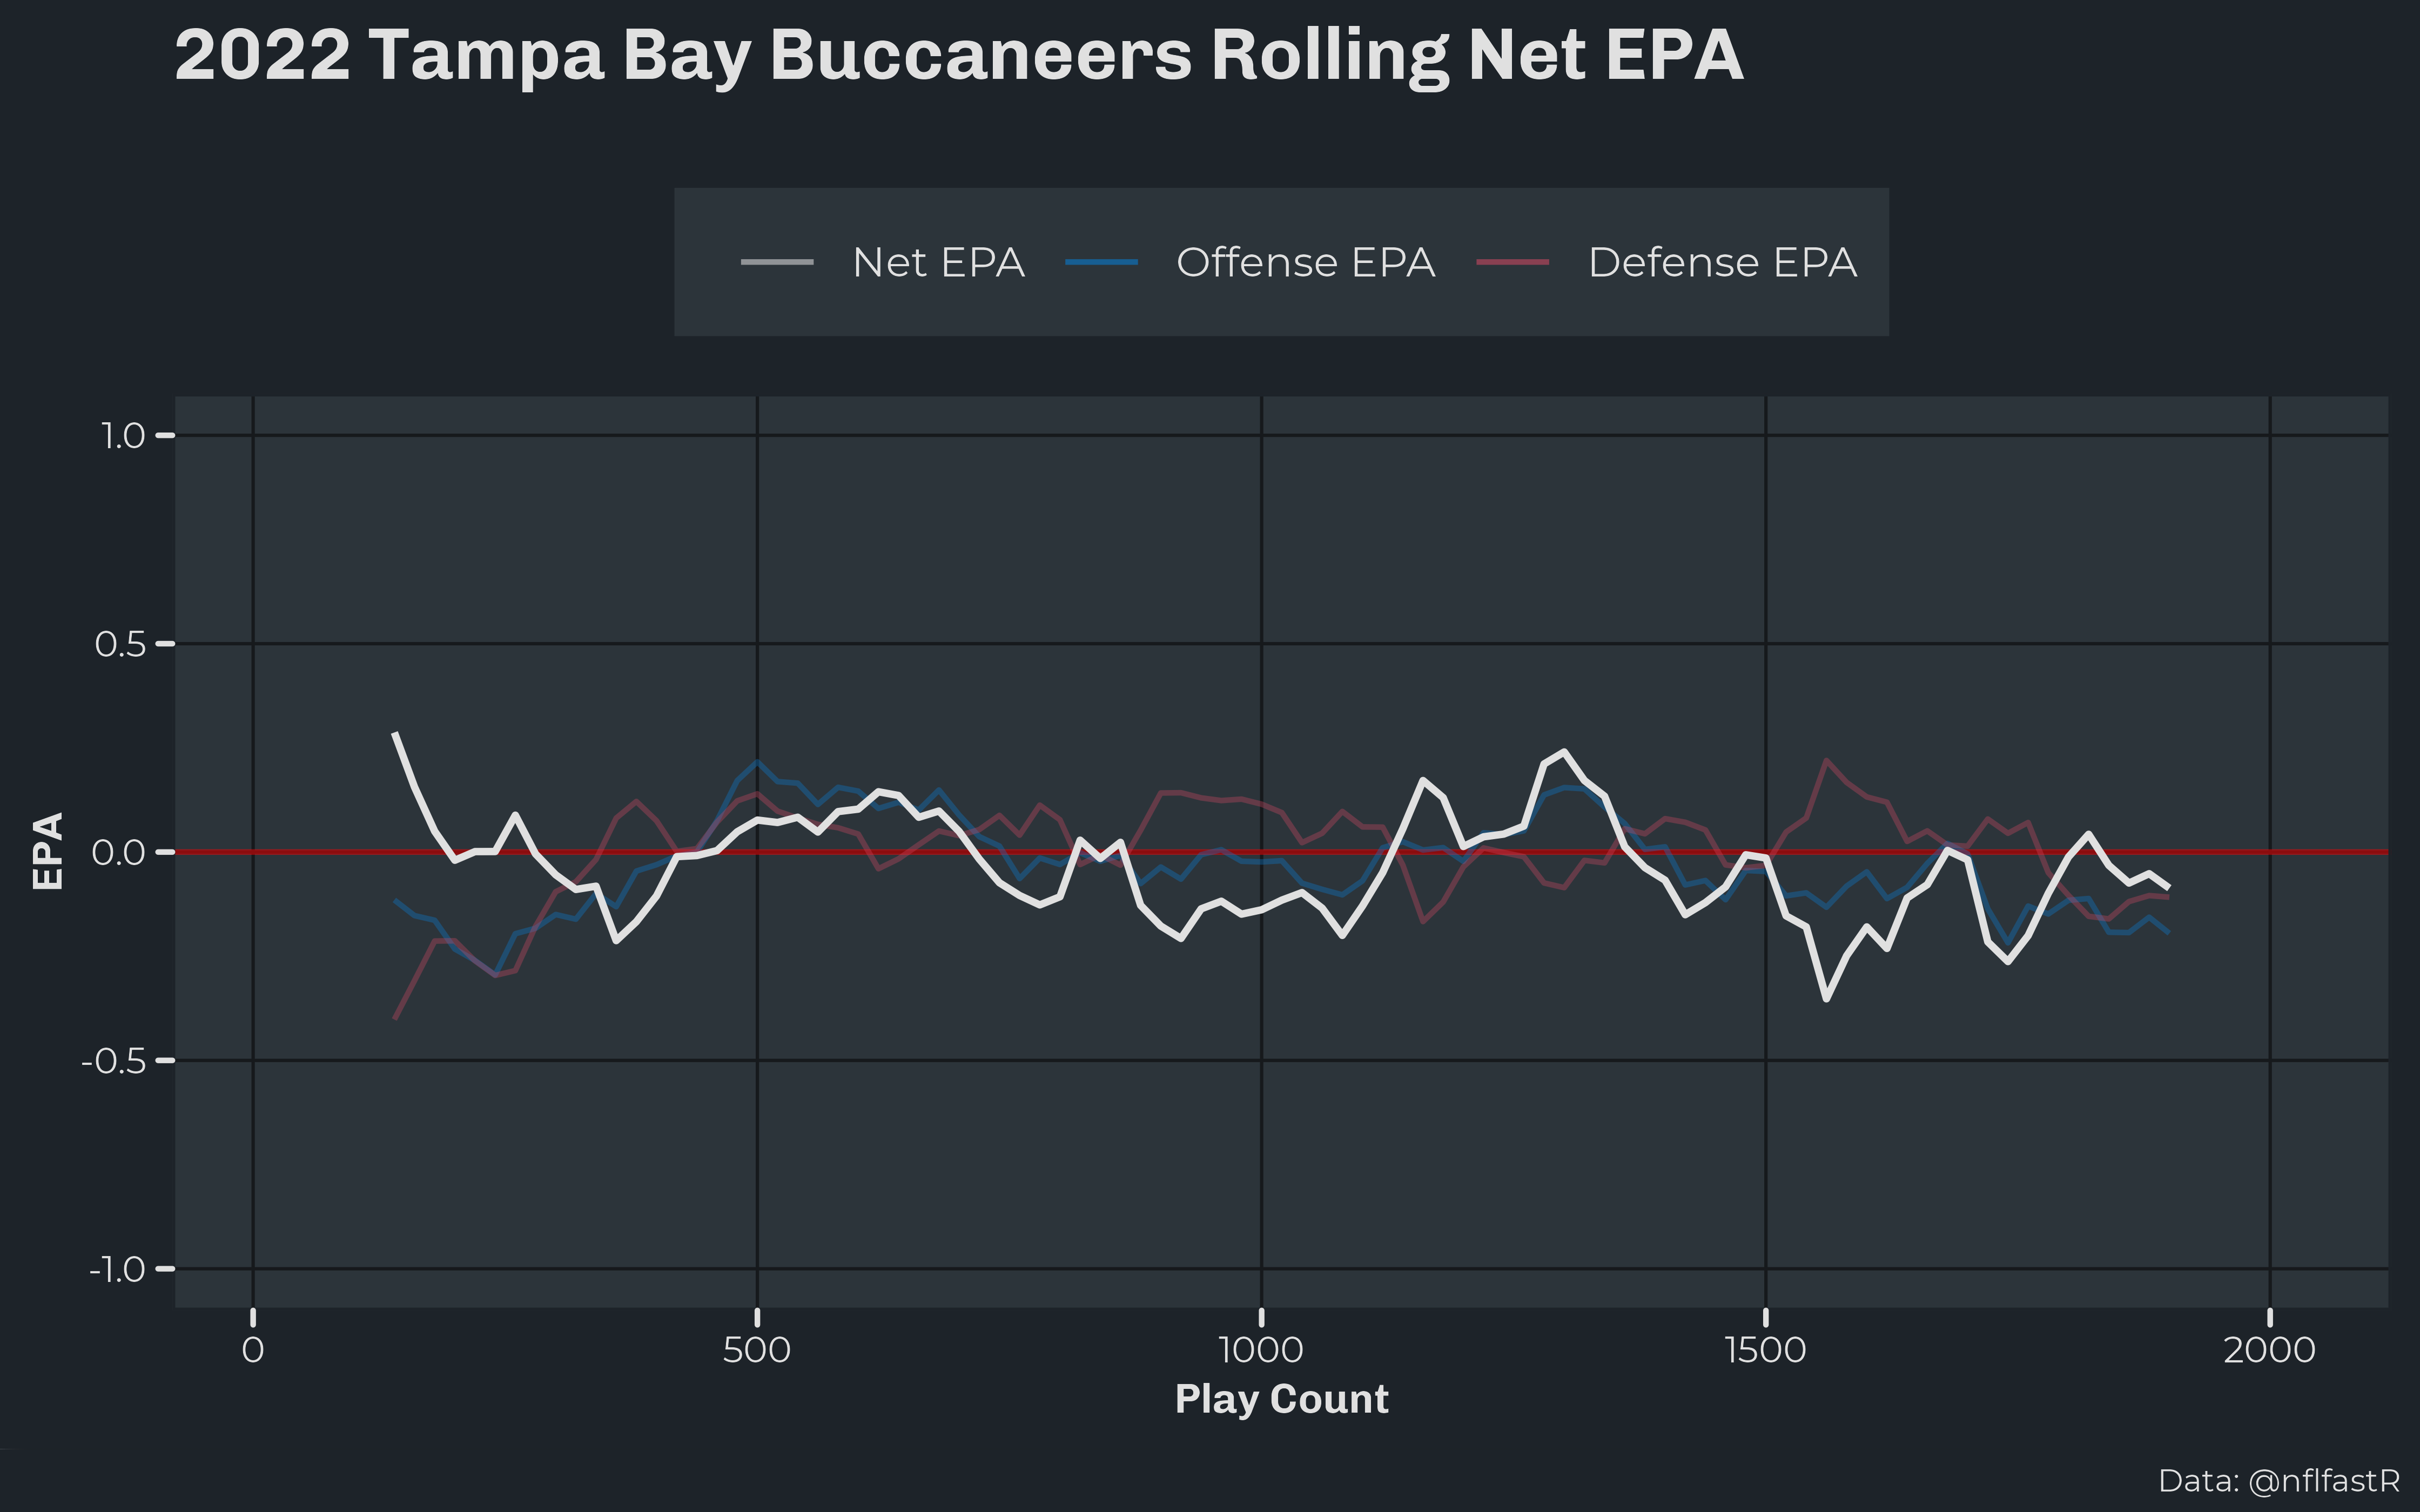 2022 Tampa Bay Buccaneers Rolling Net EPA
Net EPA Offense EPA Defense EPA
1.0
0.5
0.0
-0.5
-1.0
EPA
0 500 1000 1500 2000
Play Count
Data: @nflfastR